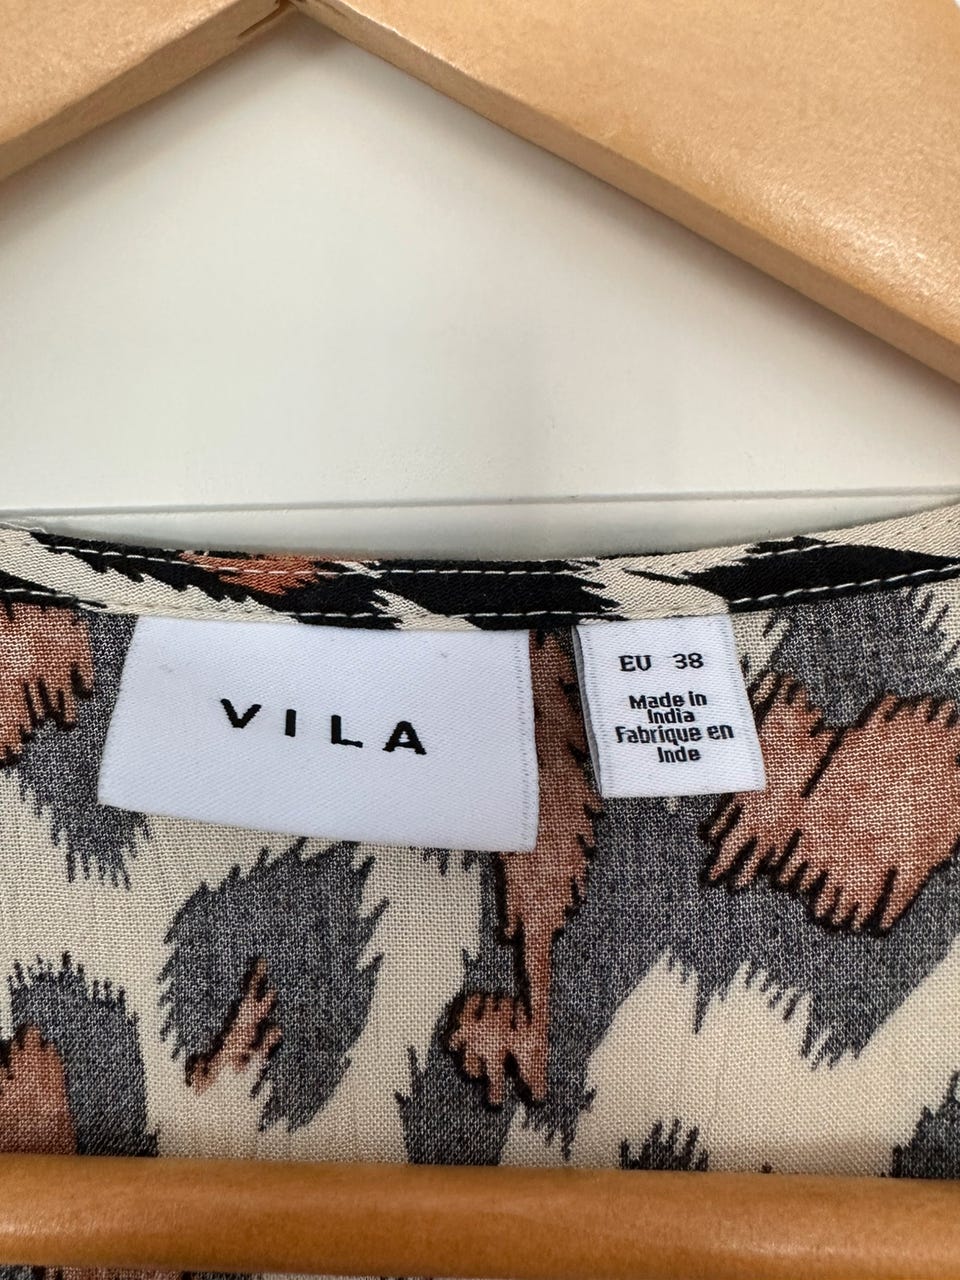 VILA
EU 38
Made in
India
Fabrique en
Inde